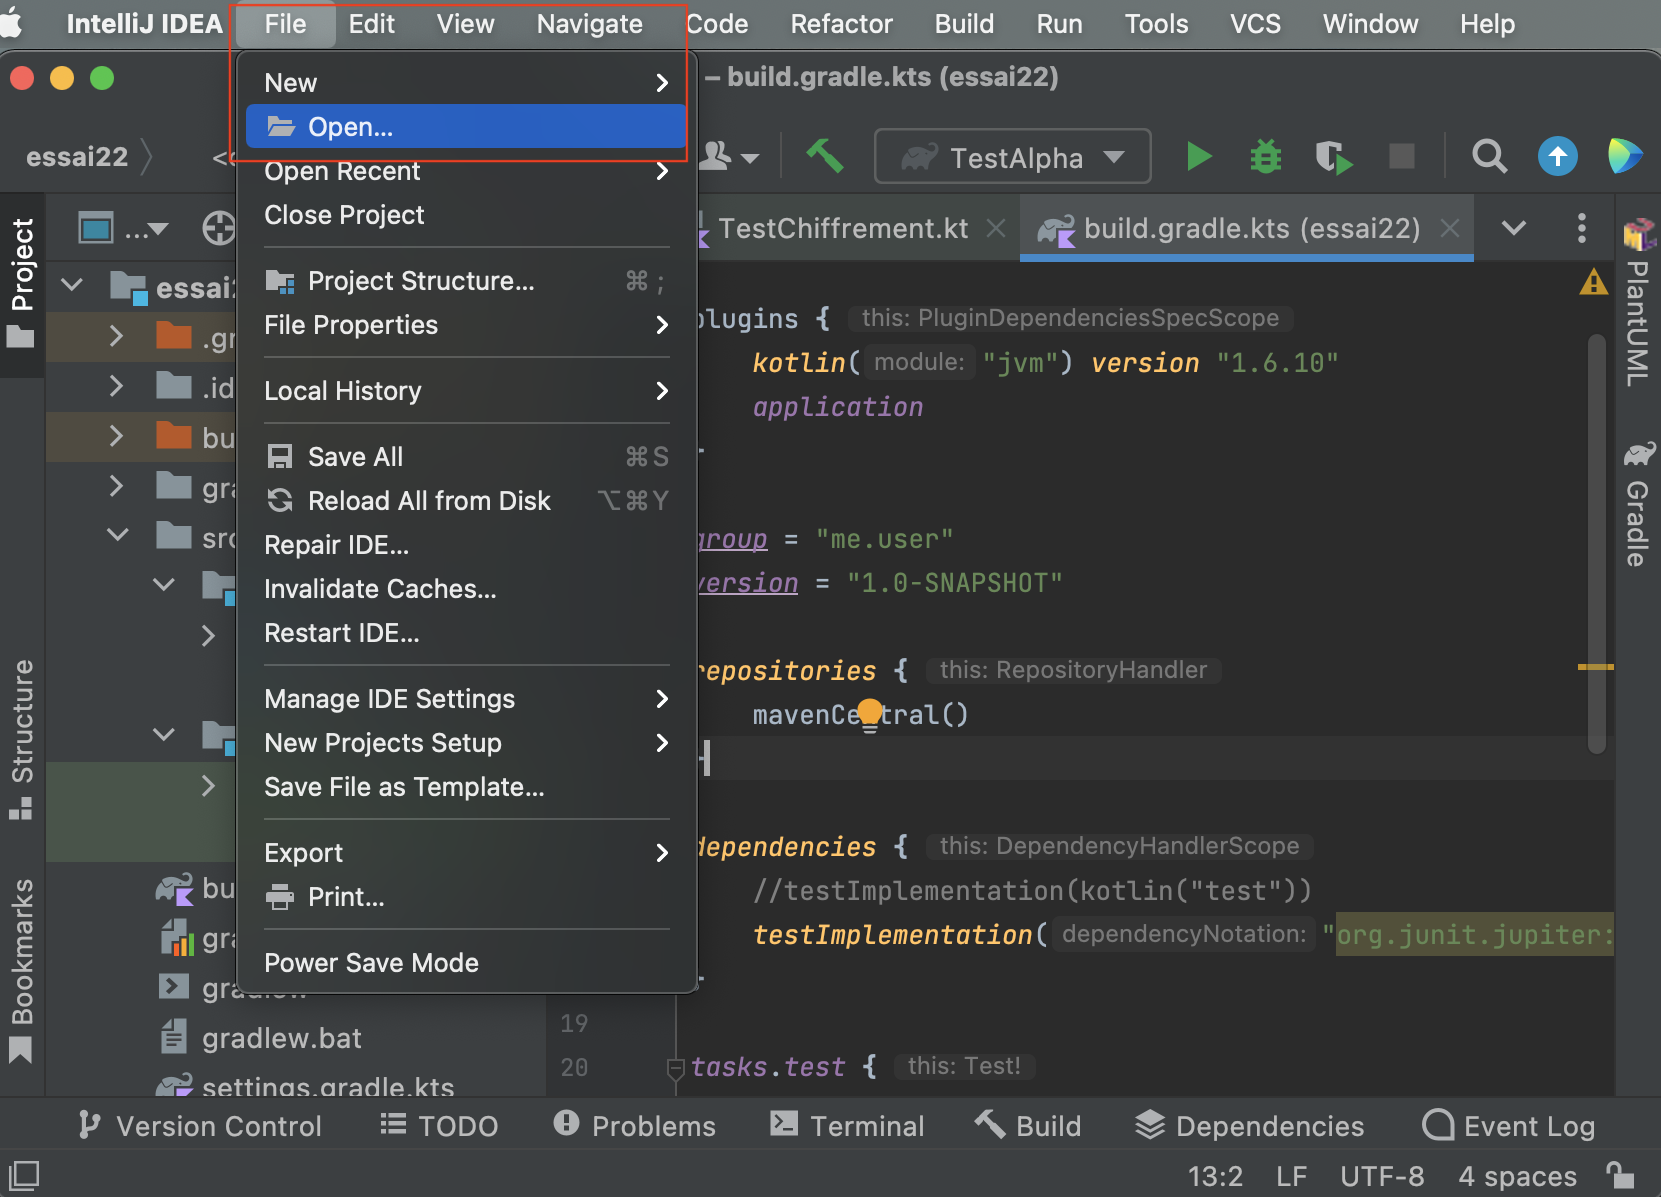 IntelliJ IDEA File Edit View Navigate Code Refactor Build Run Tools VCS Window Help
– build.gradle.kts (essai22)
essai22
TestAlpha
TestChiffrement.kt
build.gradle.kts (essai22)
New
Open...
Open Recent
Close Project
Project Structure... ⌘ ;
File Properties
Local History
Save All ⌘S
Reload All from Disk ⌥⌘Y
Repair IDE...
Invalidate Caches...
Restart IDE...
Manage IDE Settings
New Projects Setup
Save File as Template...
Export
Print...
Power Save Mode
Project
Structure
Bookmarks
...
essai
.gr
.id
bu
gra
src
bu
gra
gradlew
gradlew.bat
settings.gradle.kts
plugins { this: PluginDependenciesSpecScope
kotlin( module: "jvm") version "1.6.10"
application
group = "me.user"
version = "1.0-SNAPSHOT"
repositories { this: RepositoryHandler
mavenCentral()
dependencies { this: DependencyHandlerScope
//testImplementation(kotlin("test"))
testImplementation( dependencyNotation: "org.junit.jupiter:
19
20 tasks.test { this: Test!
PlantUML
Gradle
Version Control TODO Problems Terminal Build Dependencies Event Log
13:2 LF UTF-8 4 spaces